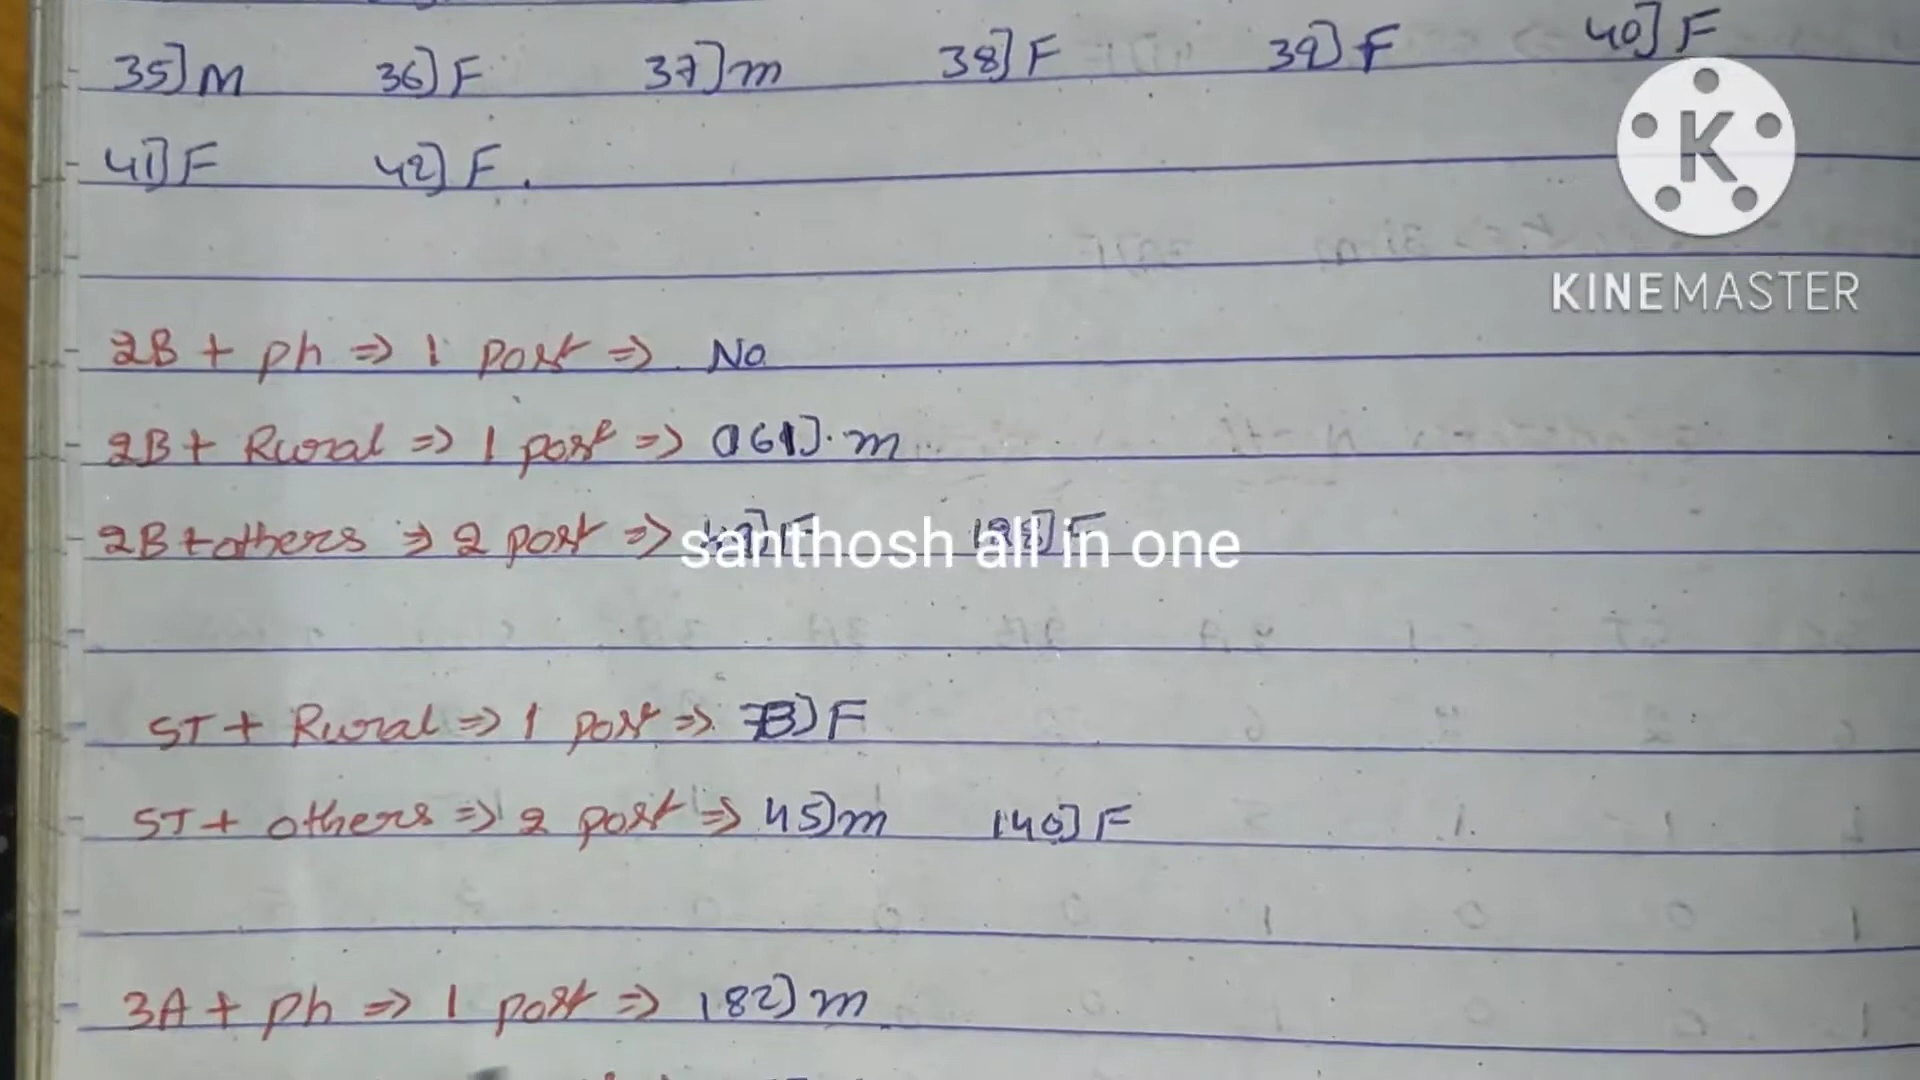 35] M 36] F 37] m 38] F 39] F 40] F
41] F 42] F.
K
KINEMASTER
2B + ph => 1 post => No
2B + Rural => 1 post => 161] m
2B + others => 2 post => F 128] F
santhosh all in one
ST + Rural => 1 post => F
ST + others => 2 post => 45] m 140] F
3A + ph => 1 post => 182] m